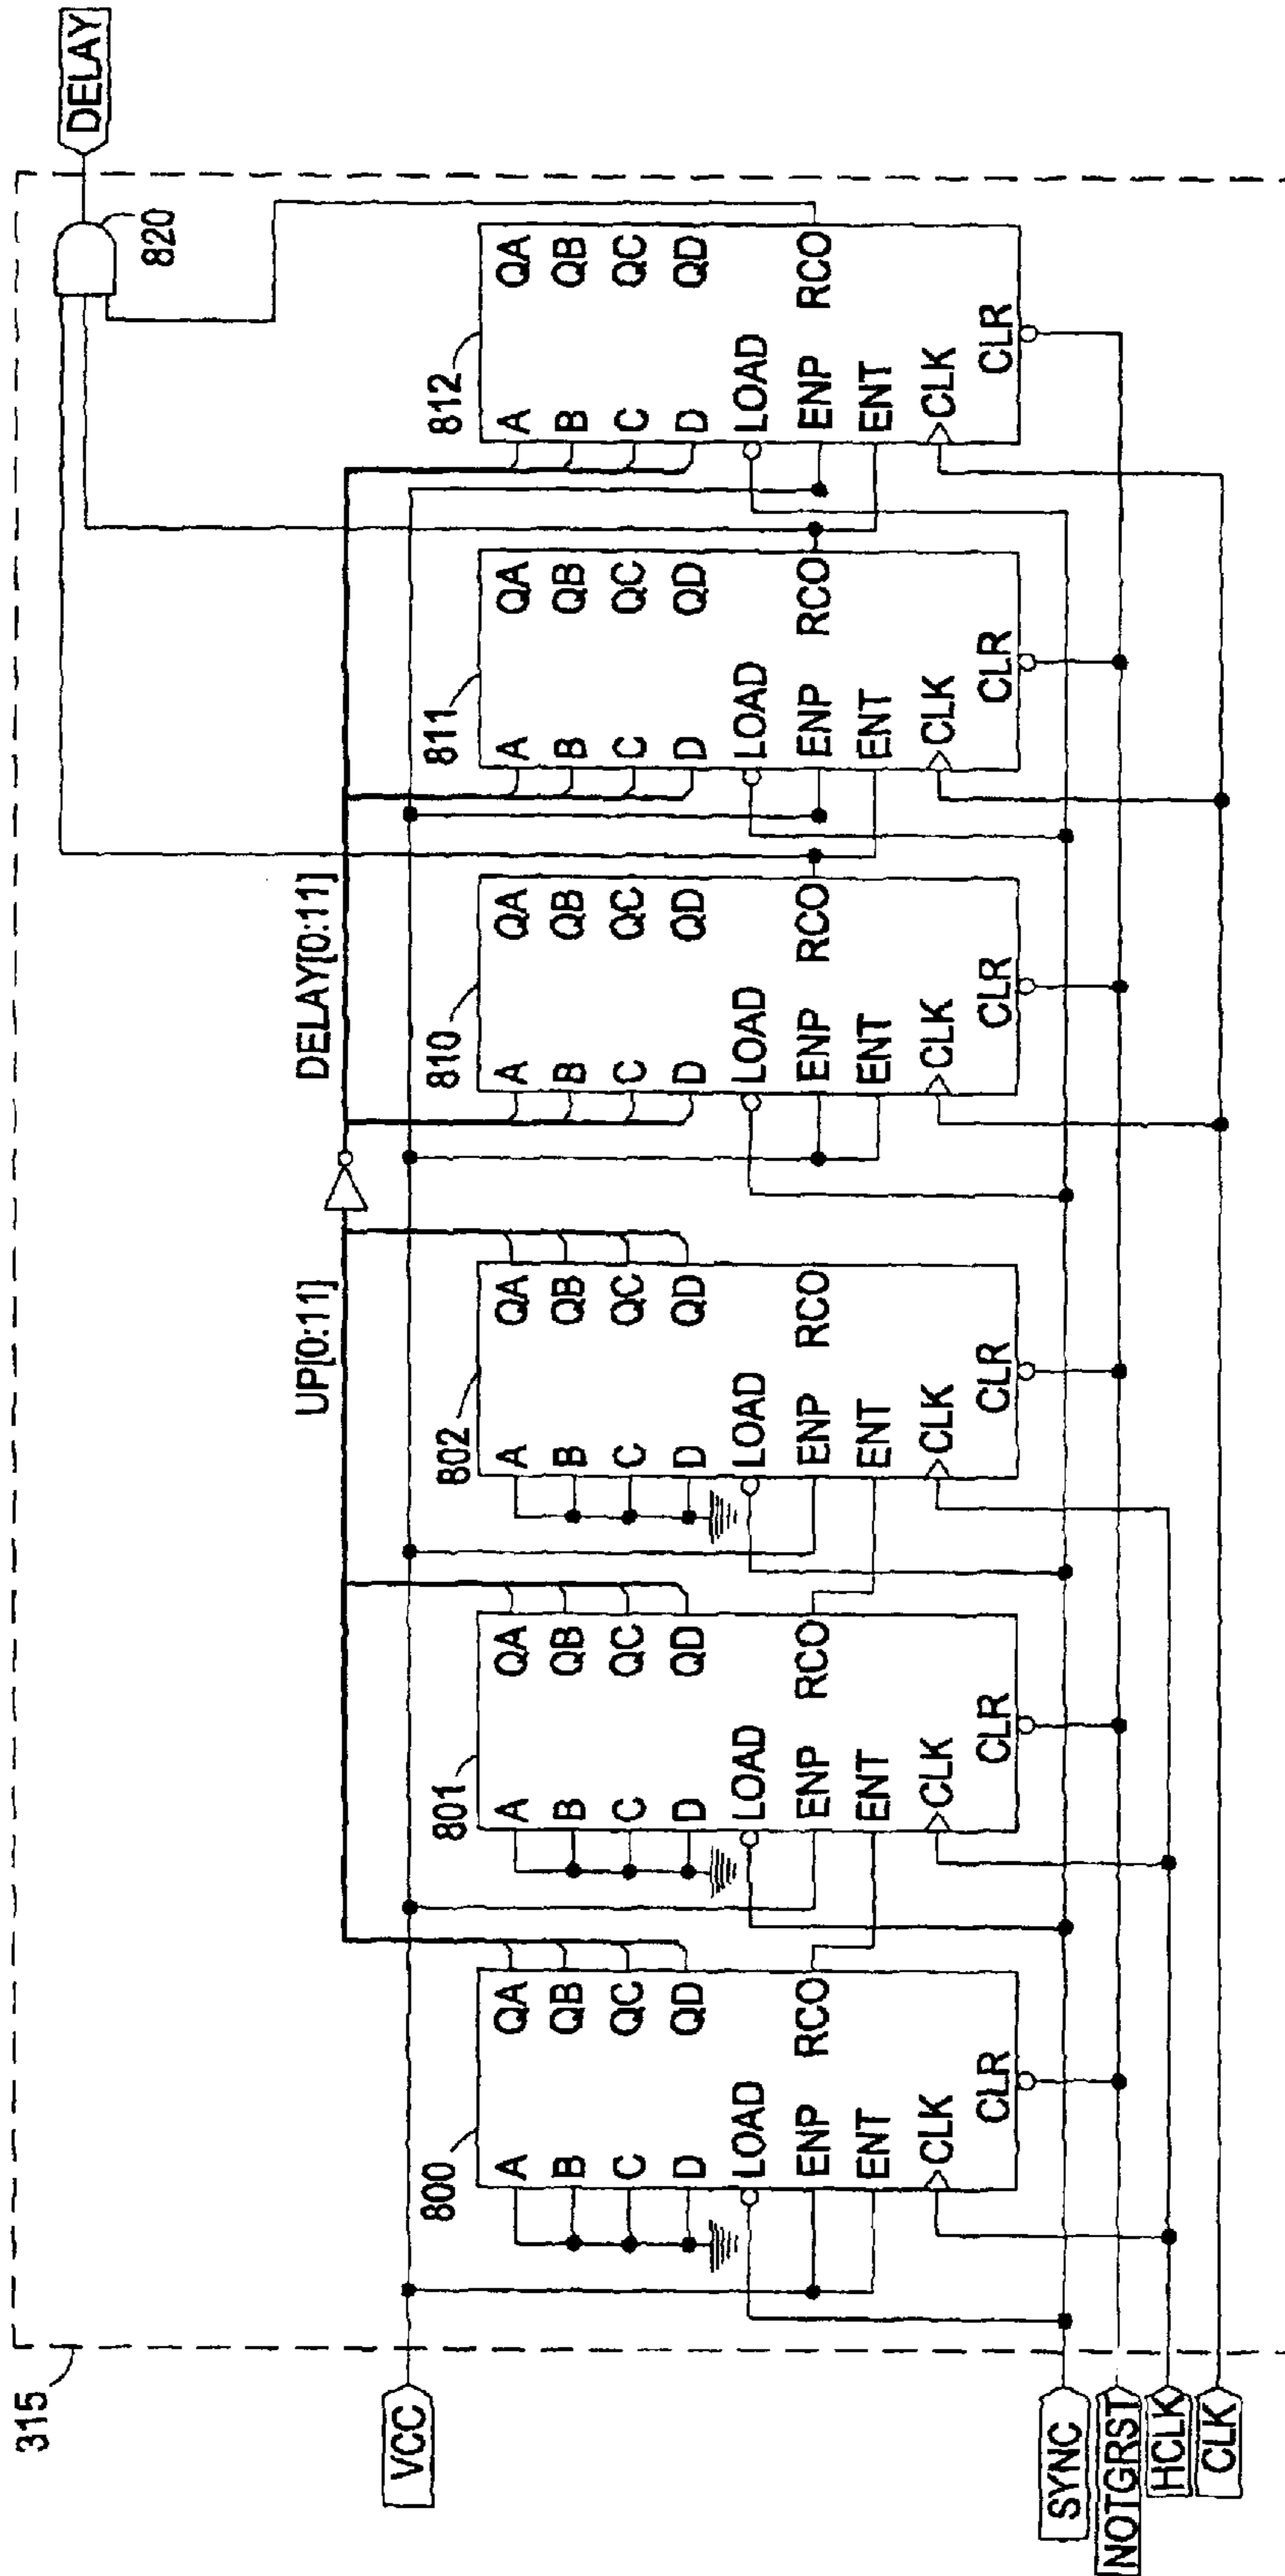 315
DELAY
820
UP[0:11]
DELAY[0:11]
VCC
800
A
B
C
D
LOAD
ENP
ENT
CLK
CLR
QA
QB
QC
QD
RCO
801
A
B
C
D
LOAD
ENP
ENT
CLK
CLR
QA
QB
QC
QD
RCO
802
A
B
C
D
LOAD
ENP
ENT
CLK
CLR
QA
QB
QC
QD
RCO
810
A
B
C
D
LOAD
ENP
ENT
CLK
CLR
QA
QB
QC
QD
RCO
811
A
B
C
D
LOAD
ENP
ENT
CLK
CLR
QA
QB
QC
QD
RCO
812
A
B
C
D
LOAD
ENP
ENT
CLK
CLR
QA
QB
QC
QD
RCO
SYNC
NOTGRST
HCLK
CLK